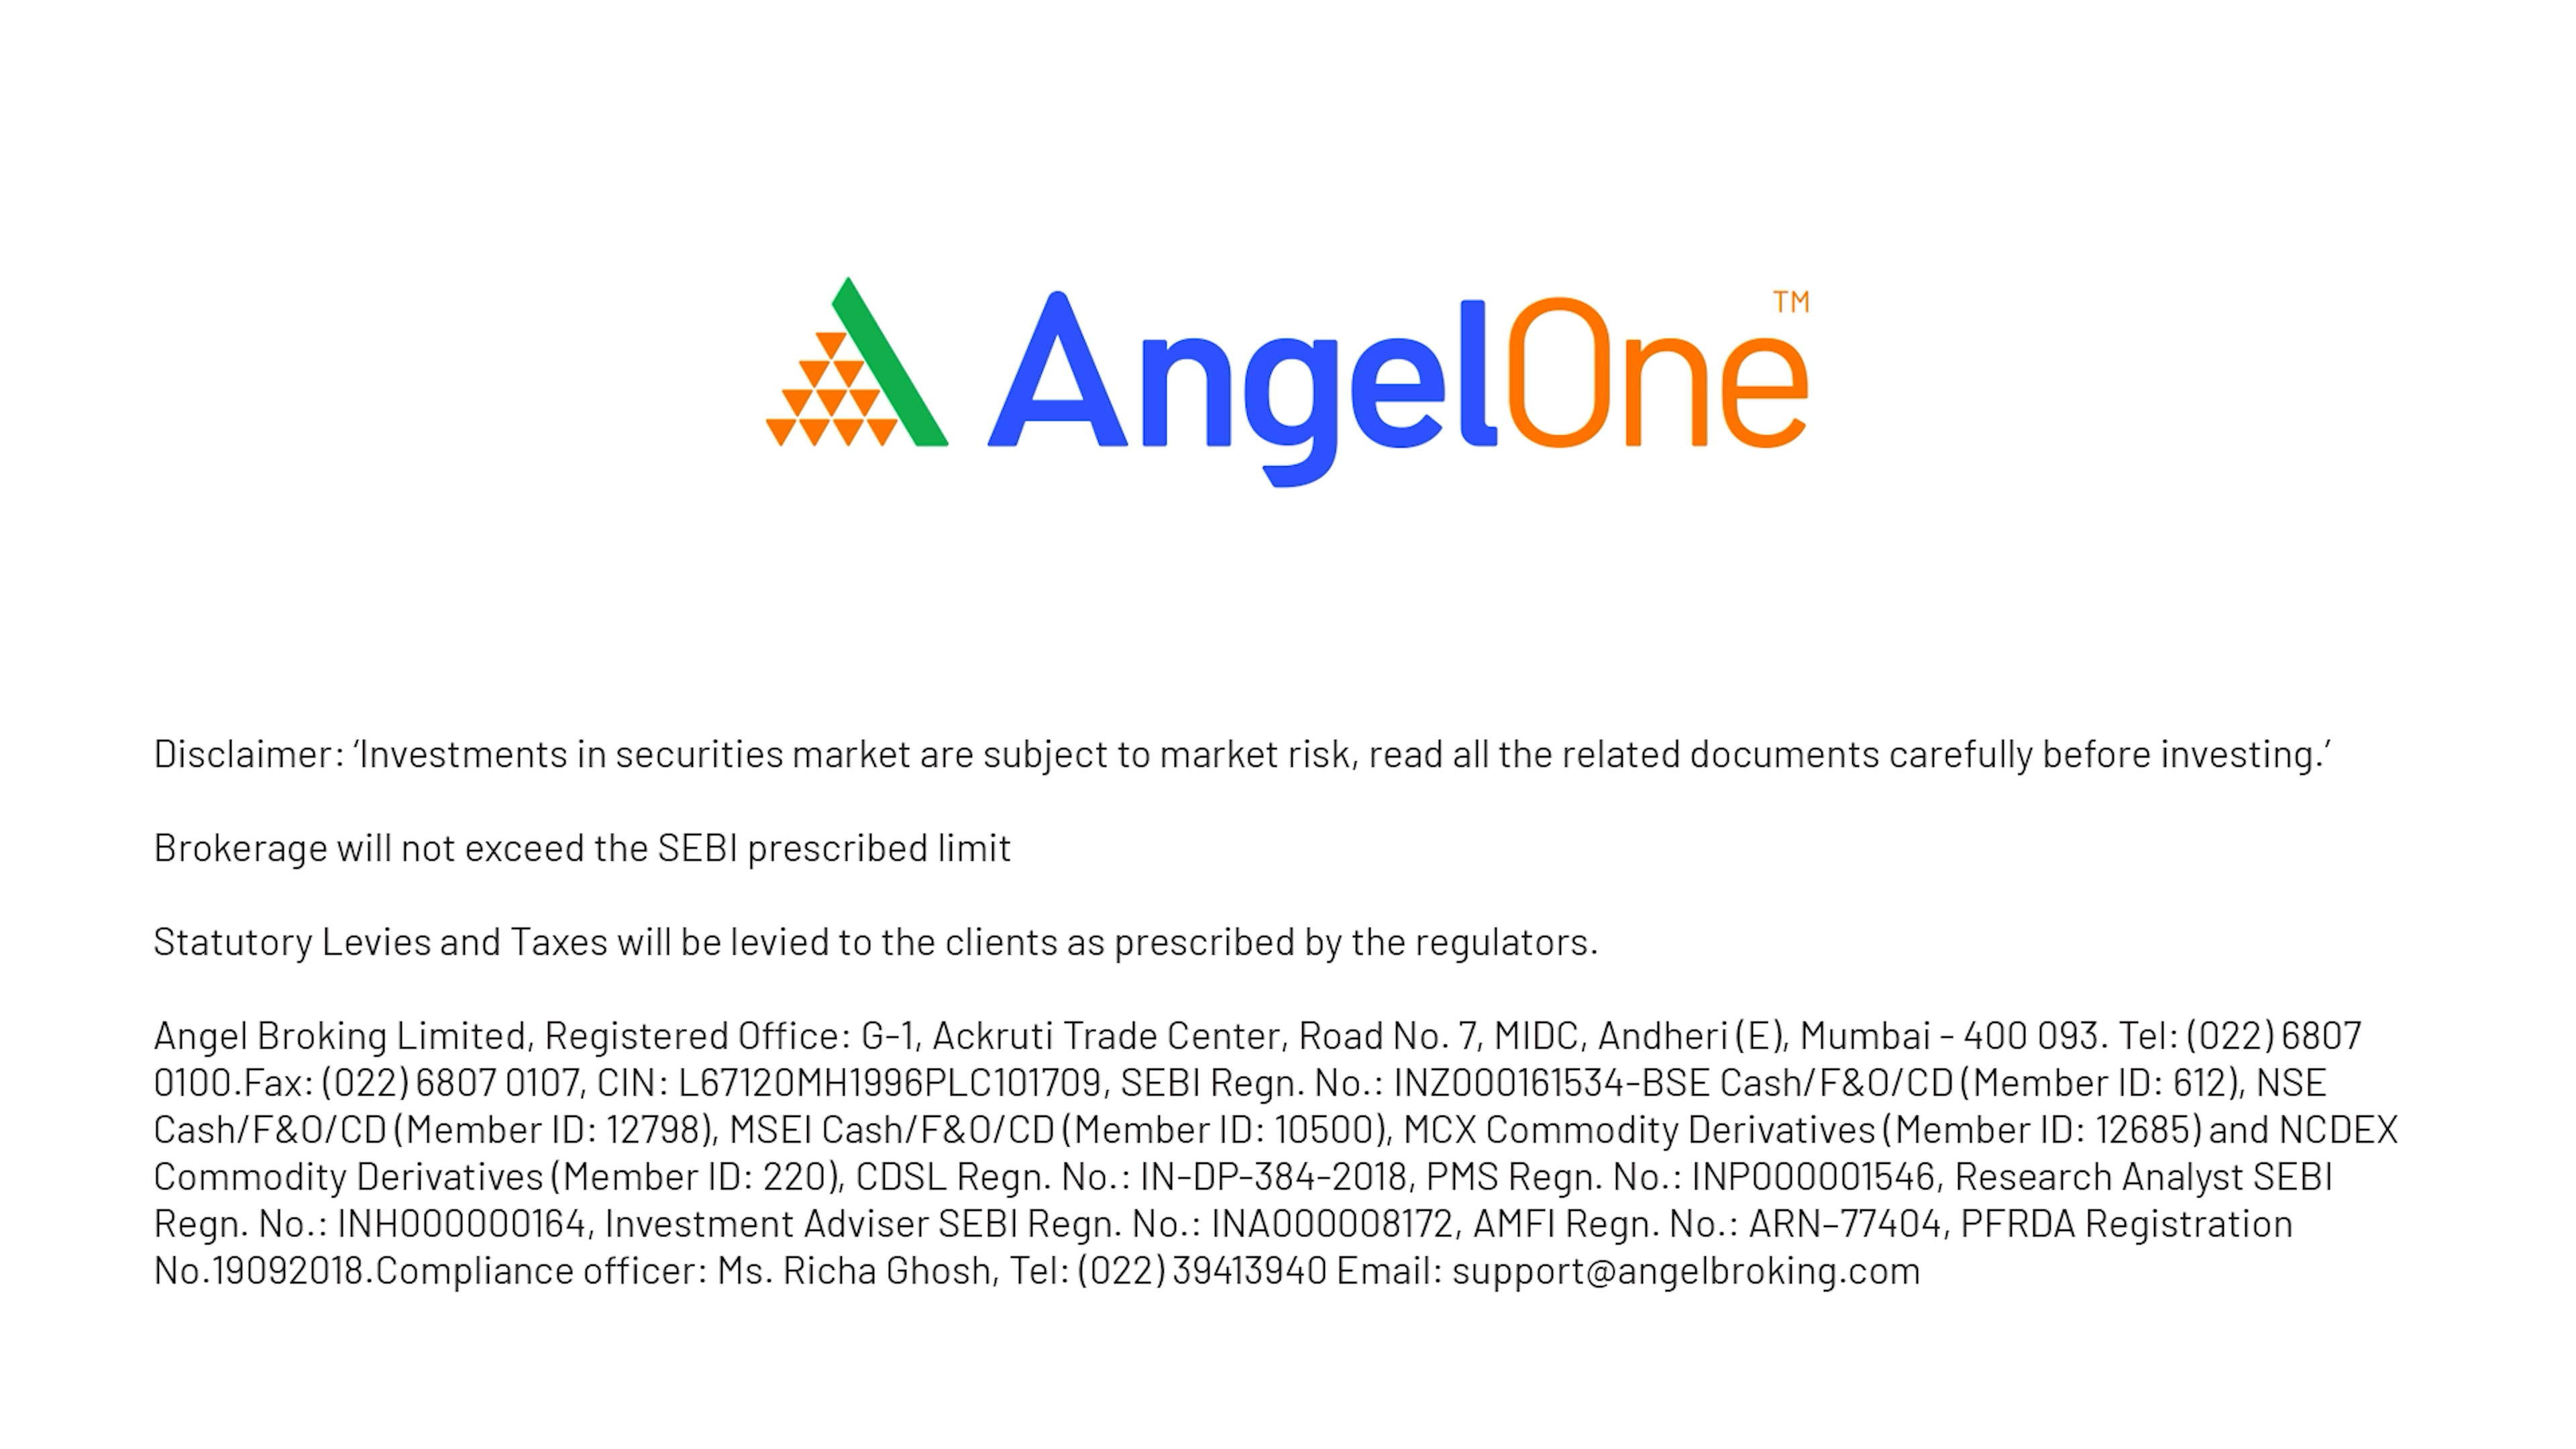 AngelOne™
Disclaimer: ‘Investments in securities market are subject to market risk, read all the related documents carefully before investing.’
Brokerage will not exceed the SEBI prescribed limit
Statutory Levies and Taxes will be levied to the clients as prescribed by the regulators.
Angel Broking Limited, Registered Office: G-1, Ackruti Trade Center, Road No. 7, MIDC, Andheri (E), Mumbai - 400 093. Tel: (022) 6807
0100.Fax: (022) 6807 0107, CIN: L67120MH1996PLC101709, SEBI Regn. No.: INZ000161534-BSE Cash/F&O/CD (Member ID: 612), NSE
Cash/F&O/CD (Member ID: 12798), MSEI Cash/F&O/CD (Member ID: 10500), MCX Commodity Derivatives (Member ID: 12685) and NCDEX
Commodity Derivatives (Member ID: 220), CDSL Regn. No.: IN-DP-384-2018, PMS Regn. No.: INP000001546, Research Analyst SEBI
Regn. No.: INH000000164, Investment Adviser SEBI Regn. No.: INA000008172, AMFI Regn. No.: ARN–77404, PFRDA Registration
No.19092018.Compliance officer: Ms. Richa Ghosh, Tel: (022) 39413940 Email: support@angelbroking.com